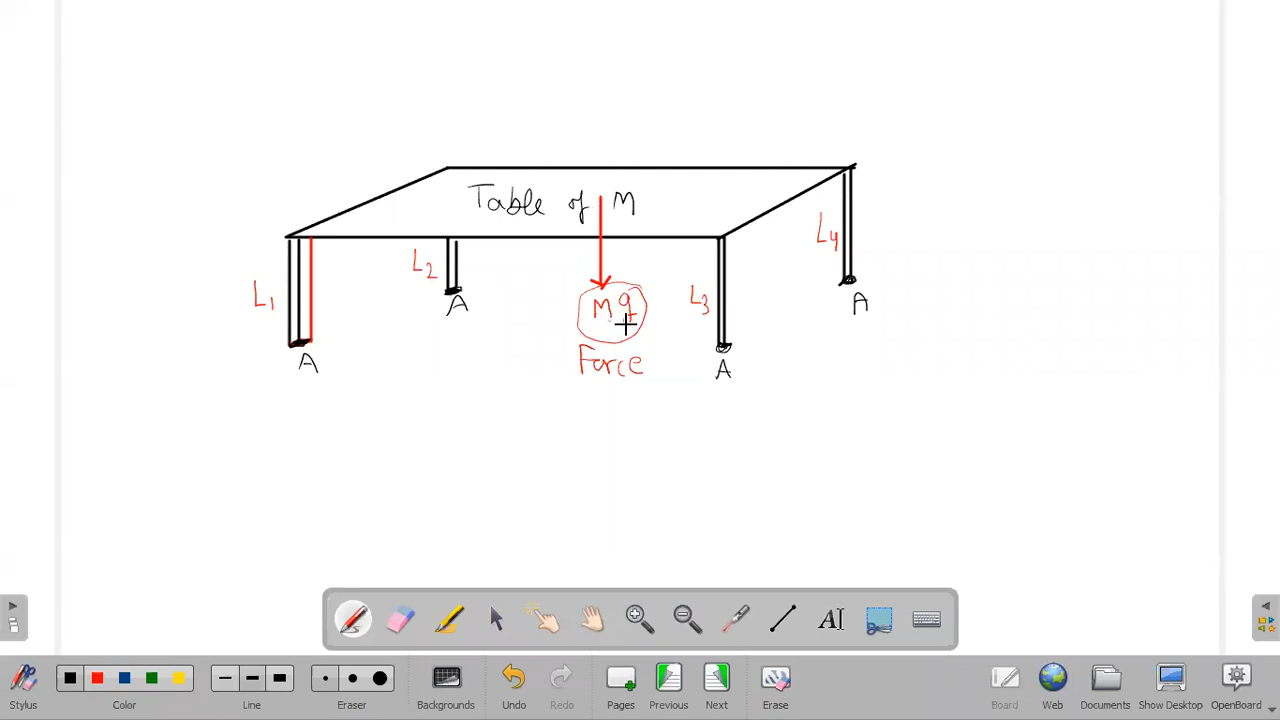 Table of M
L4
L2
L1
L3
Mg
A
A
Force
A
A
Stylus
Color
Line
Eraser
Backgrounds
Undo
Redo
Pages
Previous
Next
Erase
Board
Web
Documents
Show Desktop
OpenBoard